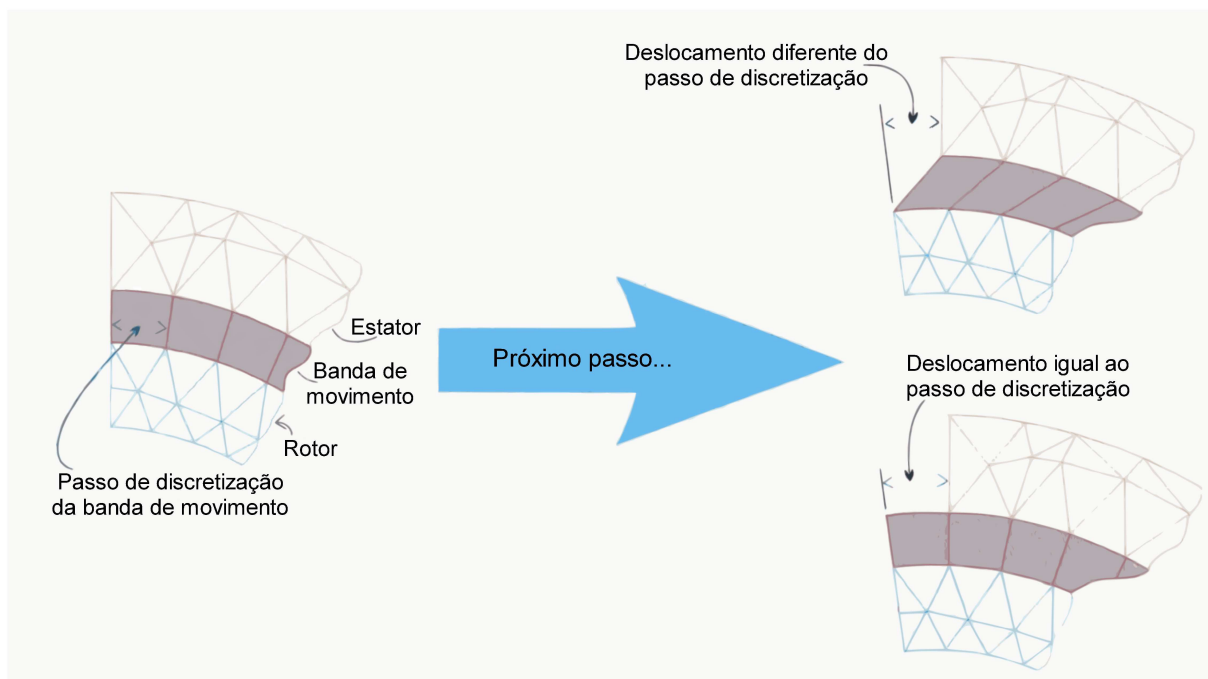 Deslocamento diferente do
passo de discretização
Estator
Banda de
movimento
Rotor
Passo de discretização
da banda de movimento
Próximo passo...
Deslocamento igual ao
passo de discretização